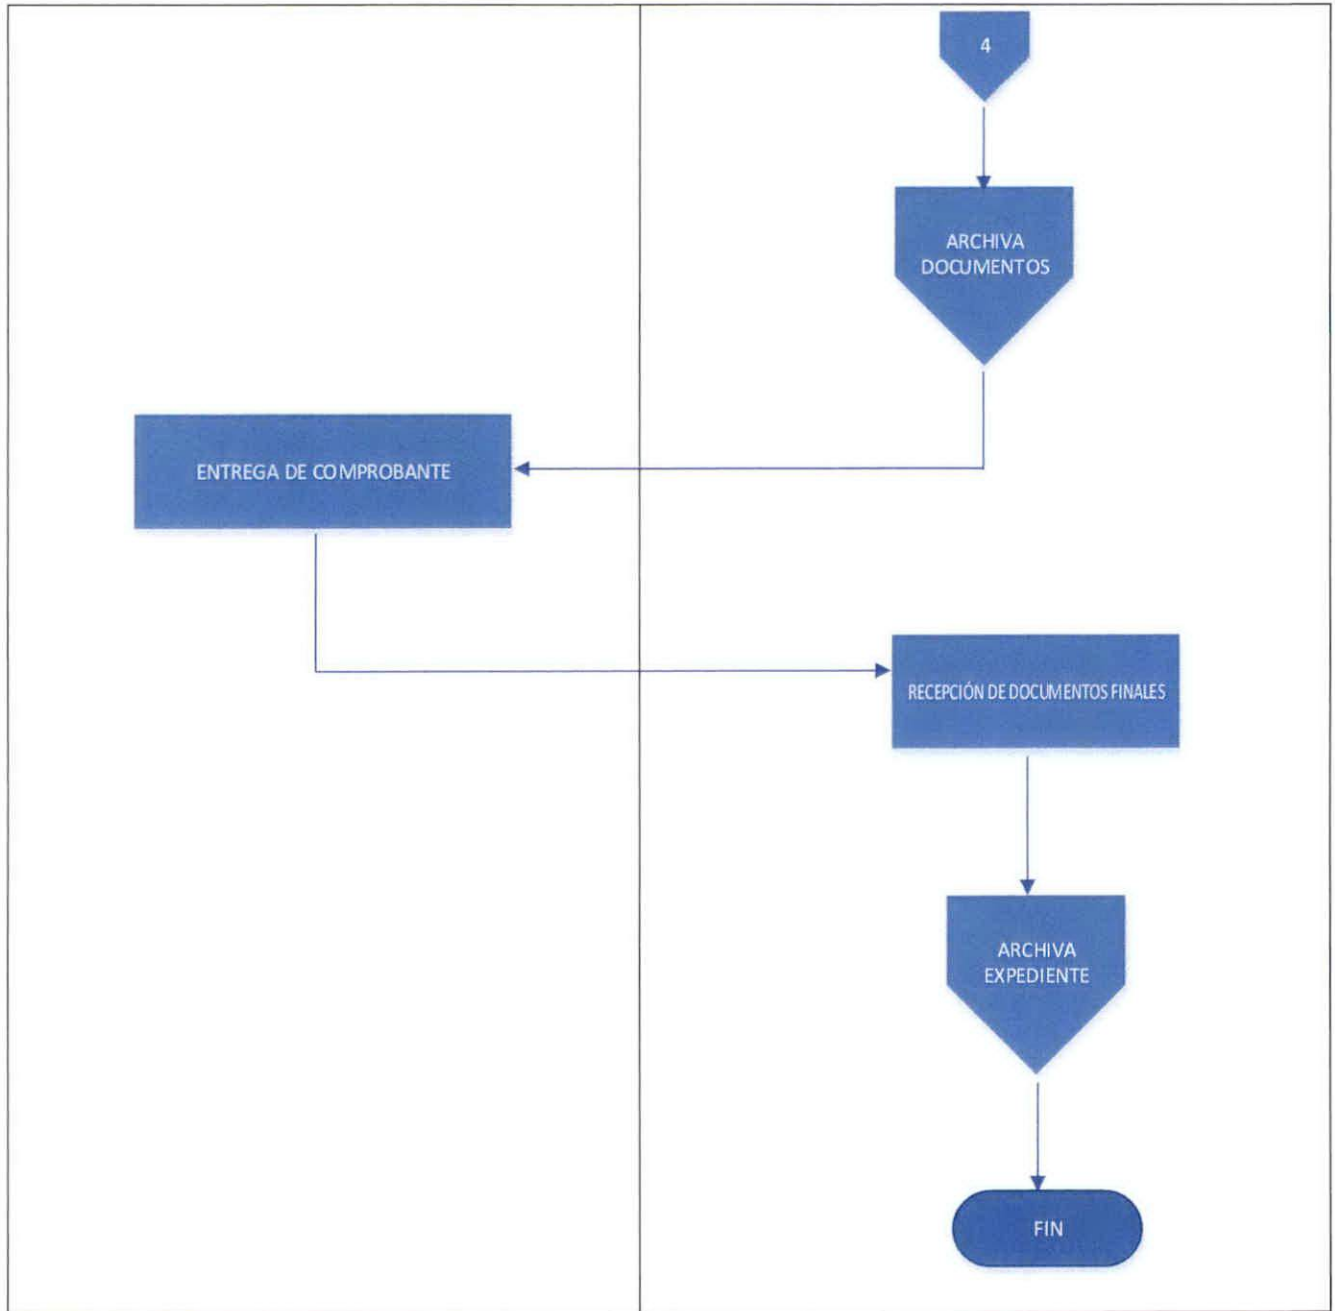 4
ARCHIVA
DOCUMENTOS
ENTREGA DE COMPROBANTE
RECEPCIÓN DE DOCUMENTOS FINALES
ARCHIVA
EXPEDIENTE
FIN